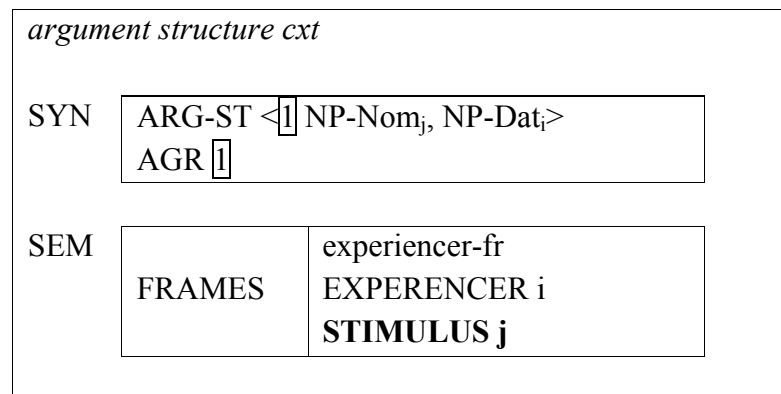 argument structure cxt
SYN ARG-ST <1 NP-Nomj, NP-Dati>
AGR 1
SEM FRAMES experiencer-fr
EXPERENCER i
STIMULUS j